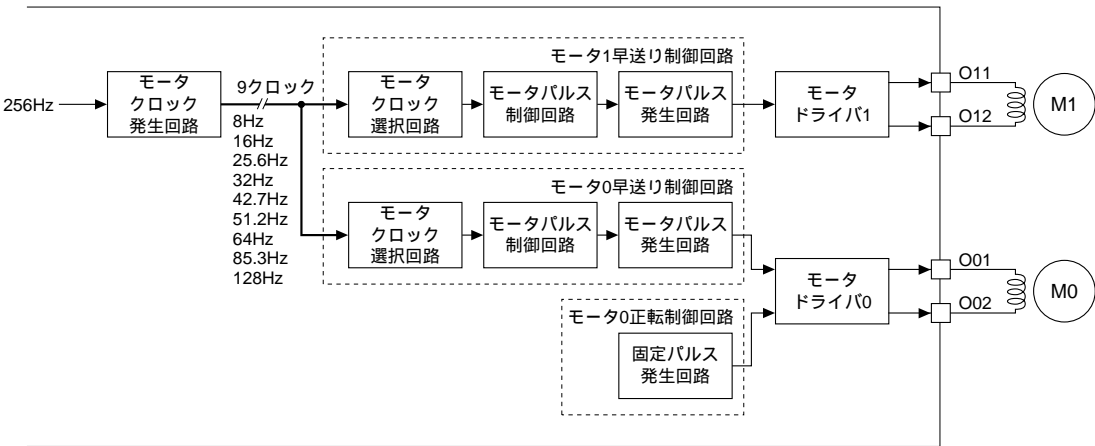 256Hz
モータ
クロック
発生回路
9クロック
8Hz
16Hz
25.6Hz
32Hz
42.7Hz
51.2Hz
64Hz
85.3Hz
128Hz
モータ1早送り制御回路
モータ
クロック
選択回路
モータパルス
制御回路
モータパルス
発生回路
モータ
ドライバ1
O11
O12
M1
モータ0早送り制御回路
モータ
クロック
選択回路
モータパルス
制御回路
モータパルス
発生回路
モータ
ドライバ0
O01
O02
M0
モータ0正転制御回路
固定パルス
発生回路